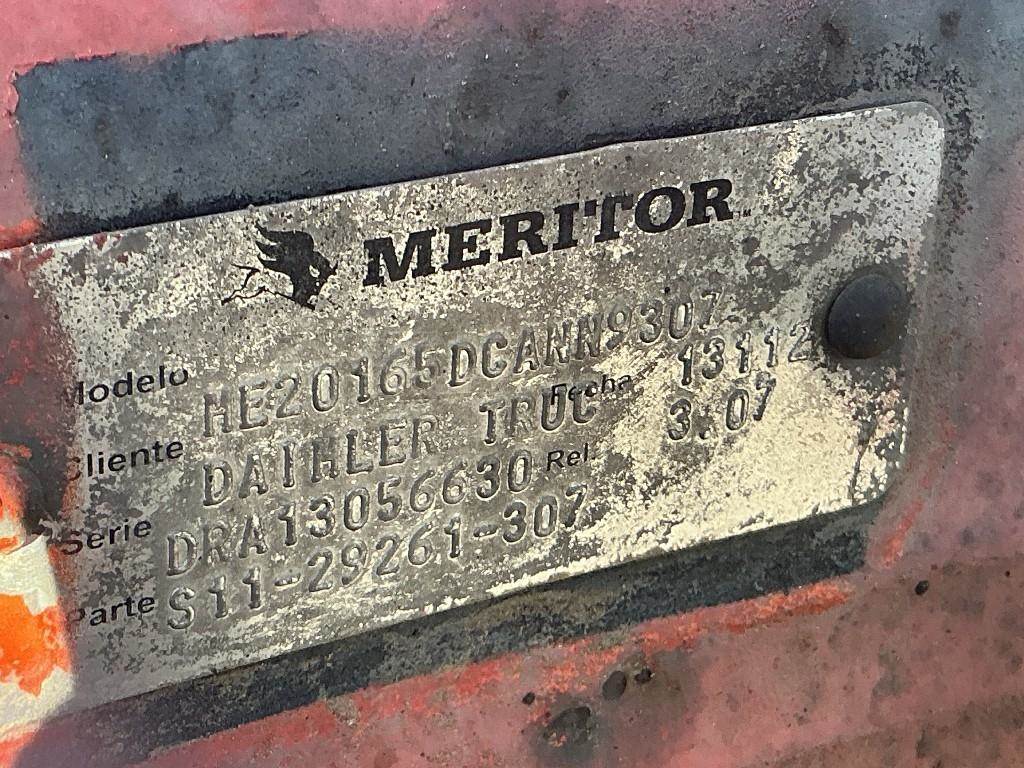 MERITOR
Modelo ME20165DCANN9307
Cliente DAIMLER TRUC Fecha 13112
Serie DRA13056630 Rel. 3.07
Parte S11-29261-307